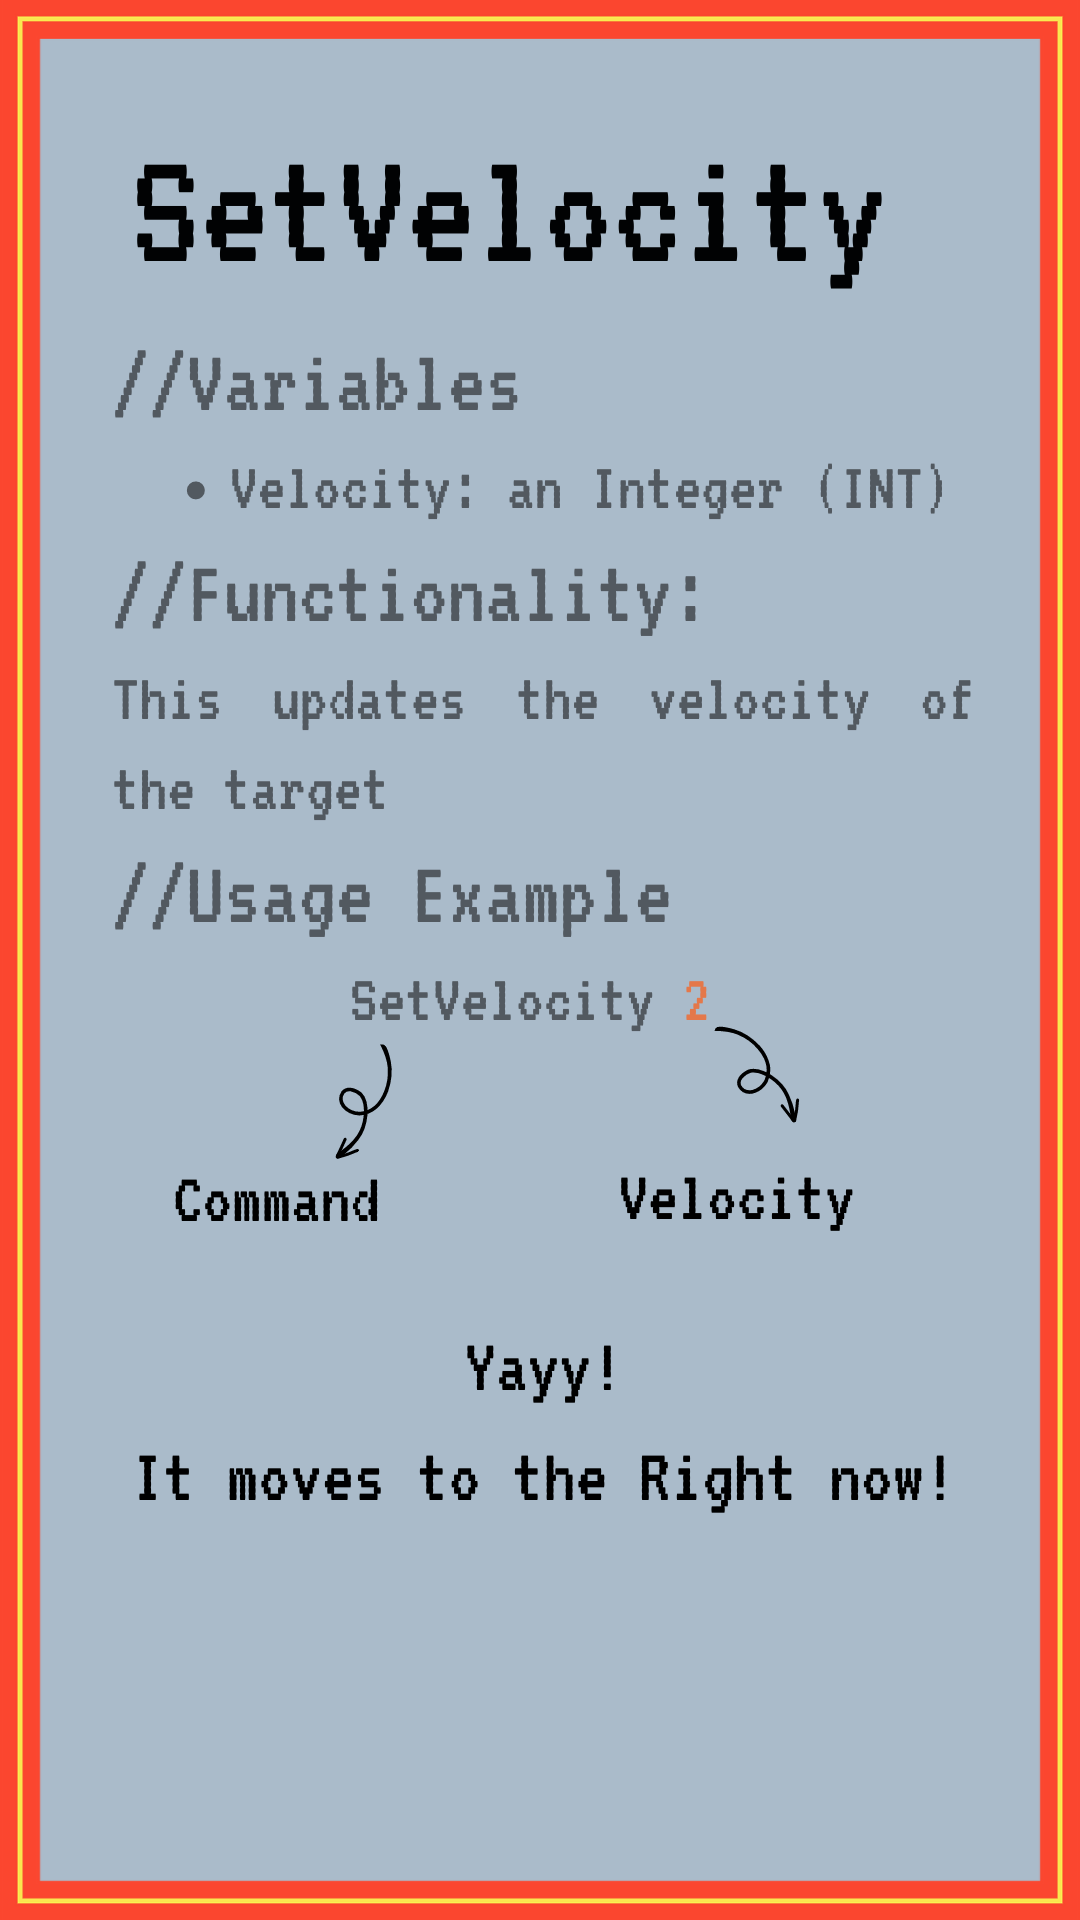 SetVelocity
//Variables
• Velocity: an Integer (INT)
//Functionality:
This updates the velocity of
the target
//Usage Example
SetVelocity 2
Command Velocity
Yayy!
It moves to the Right now!